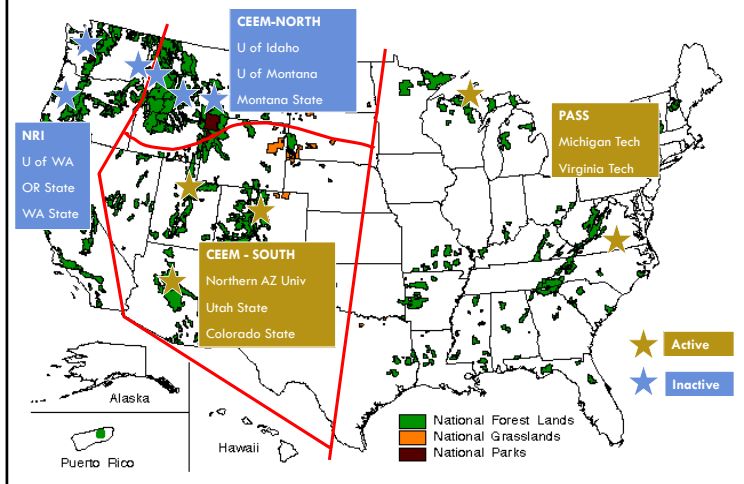 CEEM-NORTH
U of Idaho
U of Montana
Montana State
NRI
U of WA
OR State
WA State
PASS
Michigan Tech
Virginia Tech
CEEM - SOUTH
Northern AZ Univ
Utah State
Colorado State
Active
Inactive
Alaska
Puerto Rico
Hawaii
National Forest Lands
National Grasslands
National Parks